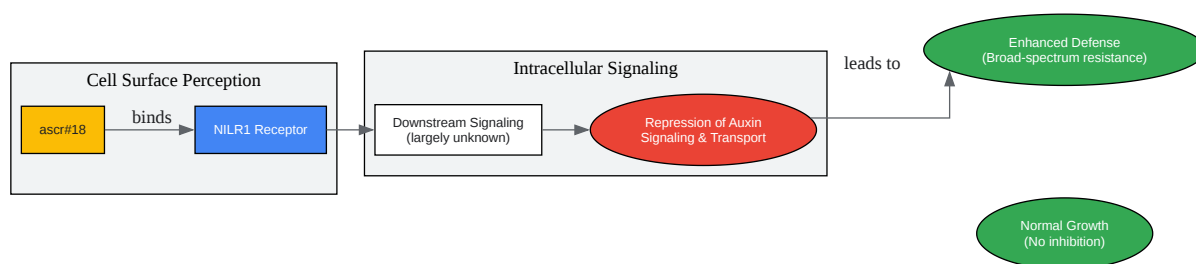 Cell Surface Perception
ascr#18
binds
NILR1 Receptor
Intracellular Signaling
Downstream Signaling
(largely unknown)
Repression of Auxin
Signaling & Transport
leads to
Enhanced Defense
(Broad-spectrum resistance)
Normal Growth
(No inhibition)